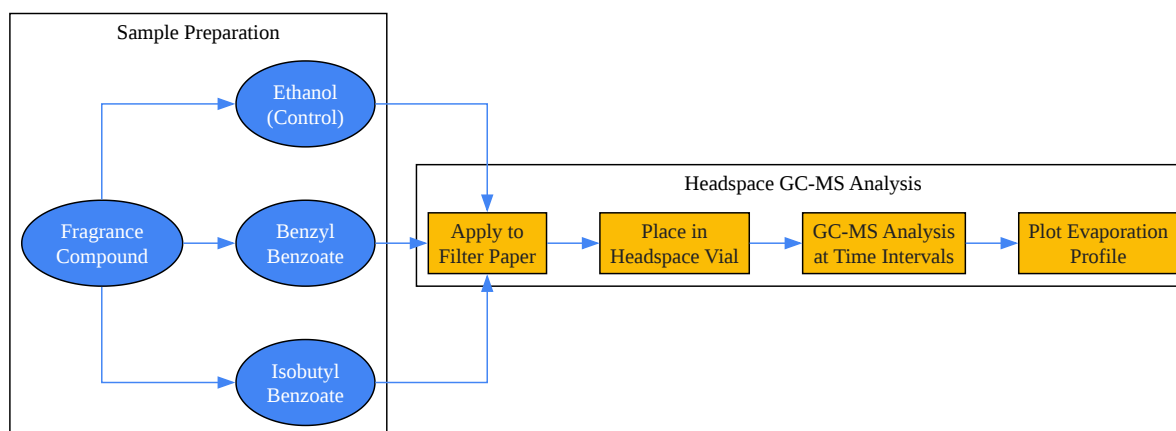 Sample Preparation
Ethanol
(Control)
Fragrance
Compound
Benzyl
Benzoate
Isobutyl
Benzoate
Headspace GC-MS Analysis
Apply to
Filter Paper
Place in
Headspace Vial
GC-MS Analysis
at Time Intervals
Plot Evaporation
Profile